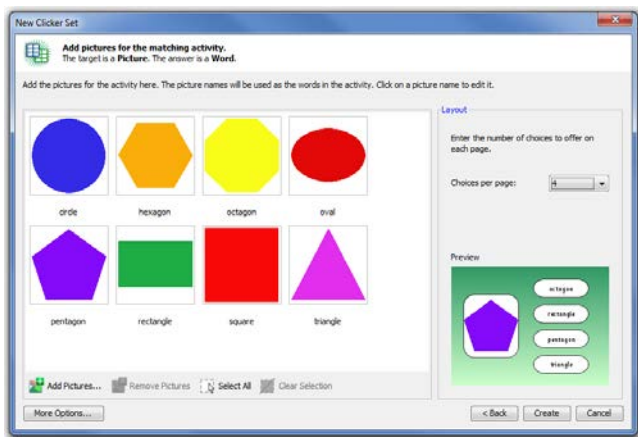 New Clicker Set
Add pictures for the matching activity.
The target is a Picture. The answer is a Word.
Add the pictures for the activity here. The picture names will be used as the words in the activity. Click on a picture name to edit it.
circle
hexagon
octagon
oval
pentagon
rectangle
square
triangle
Add Pictures...
Remove Pictures
Select All
Clear Selection
Layout
Enter the number of choices to offer on
each page.
Choices per page:
4
Preview
octagon
rectangle
pentagon
triangle
More Options...
< Back
Create
Cancel